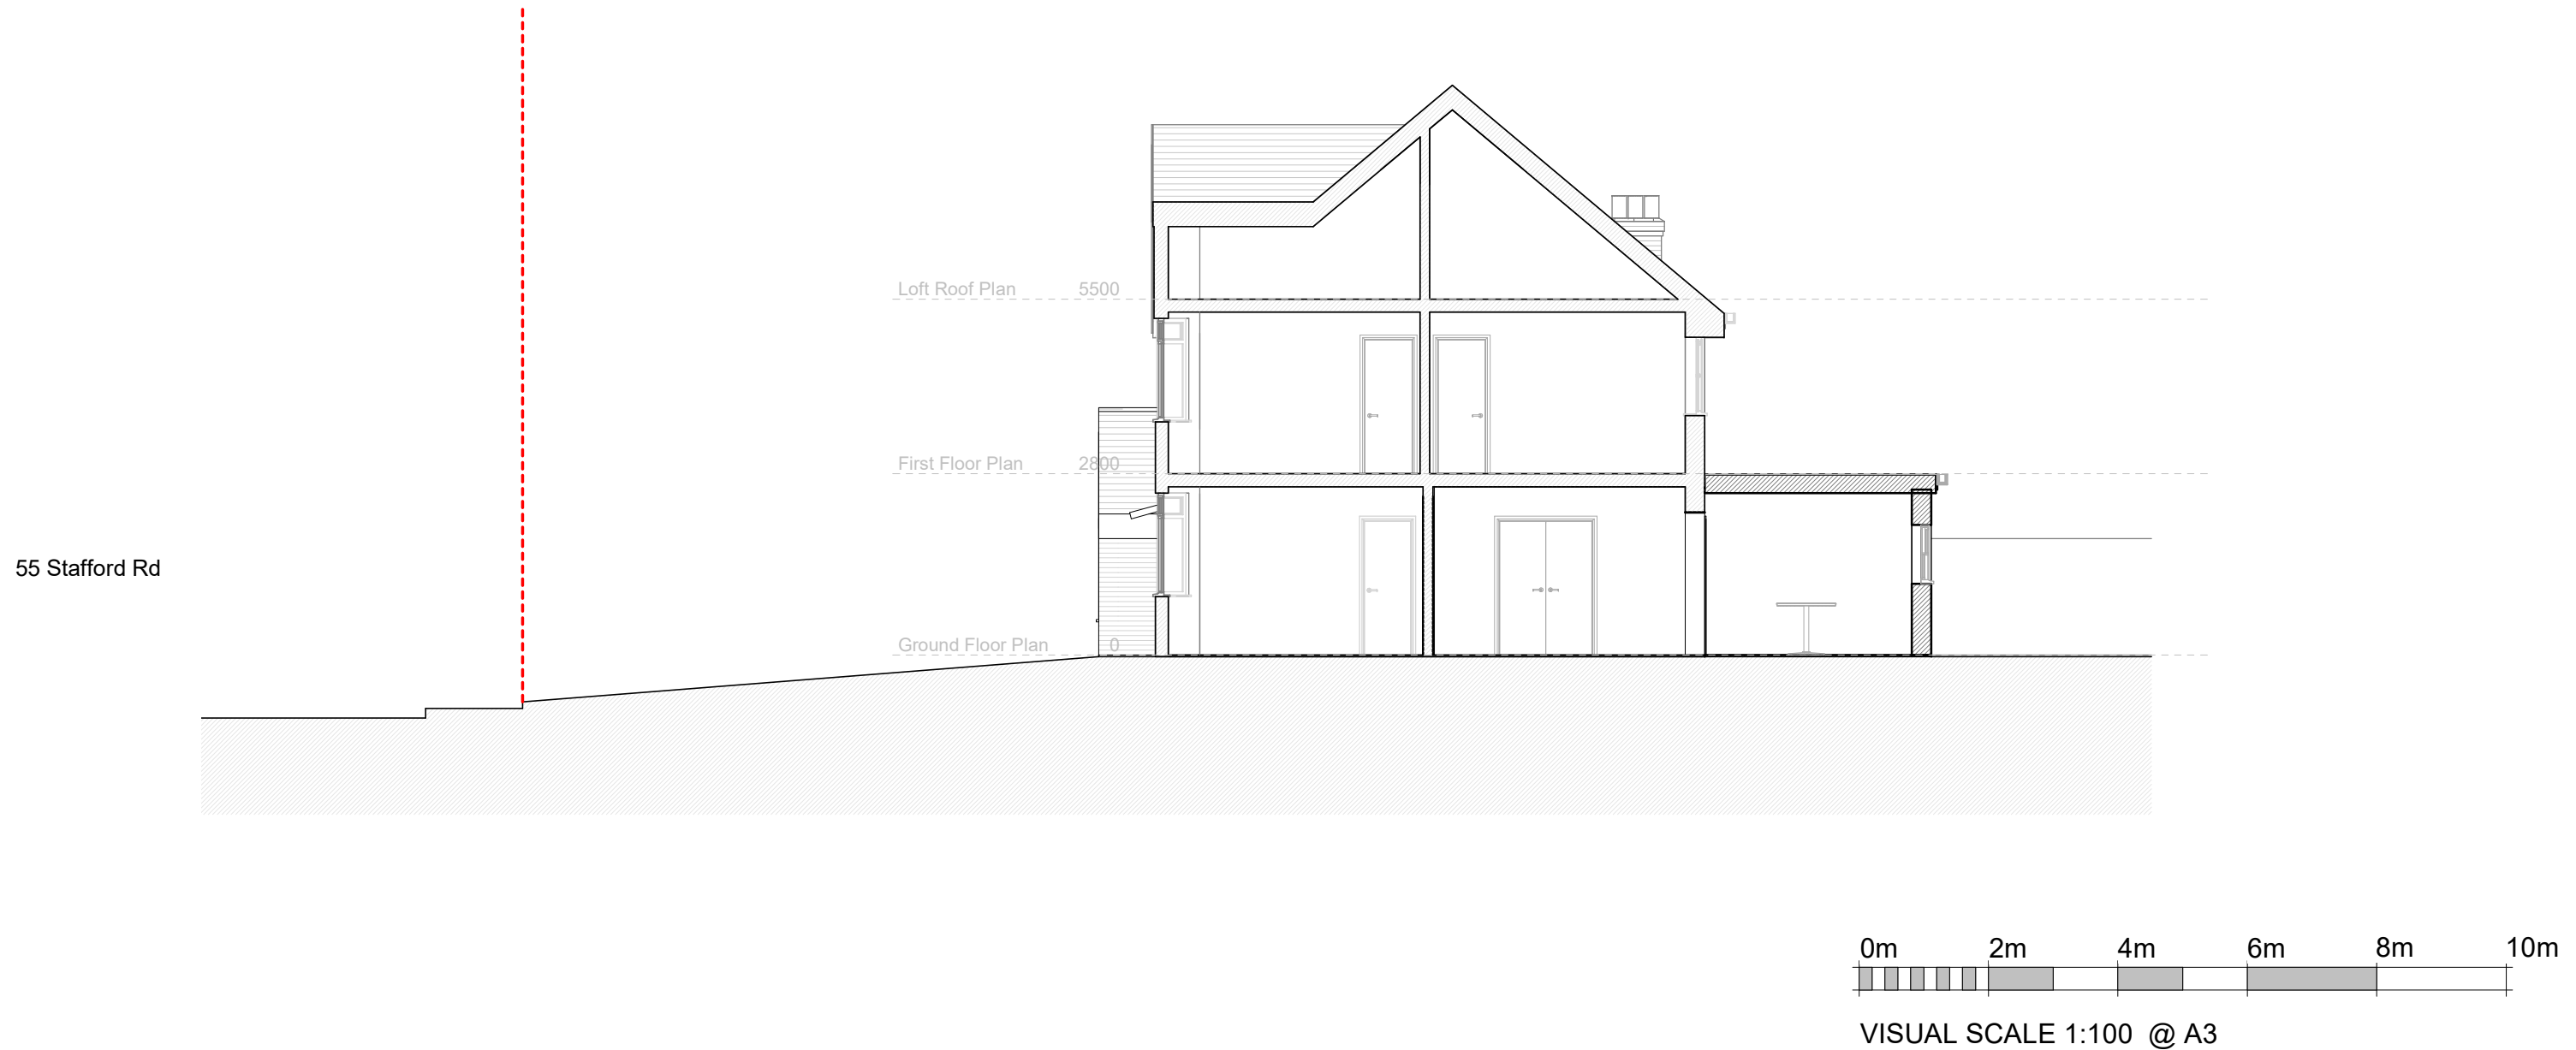 Loft Roof Plan 5500
First Floor Plan 2800
55 Stafford Rd
Ground Floor Plan 0
0m 2m 4m 6m 8m 10m
VISUAL SCALE 1:100 @ A3